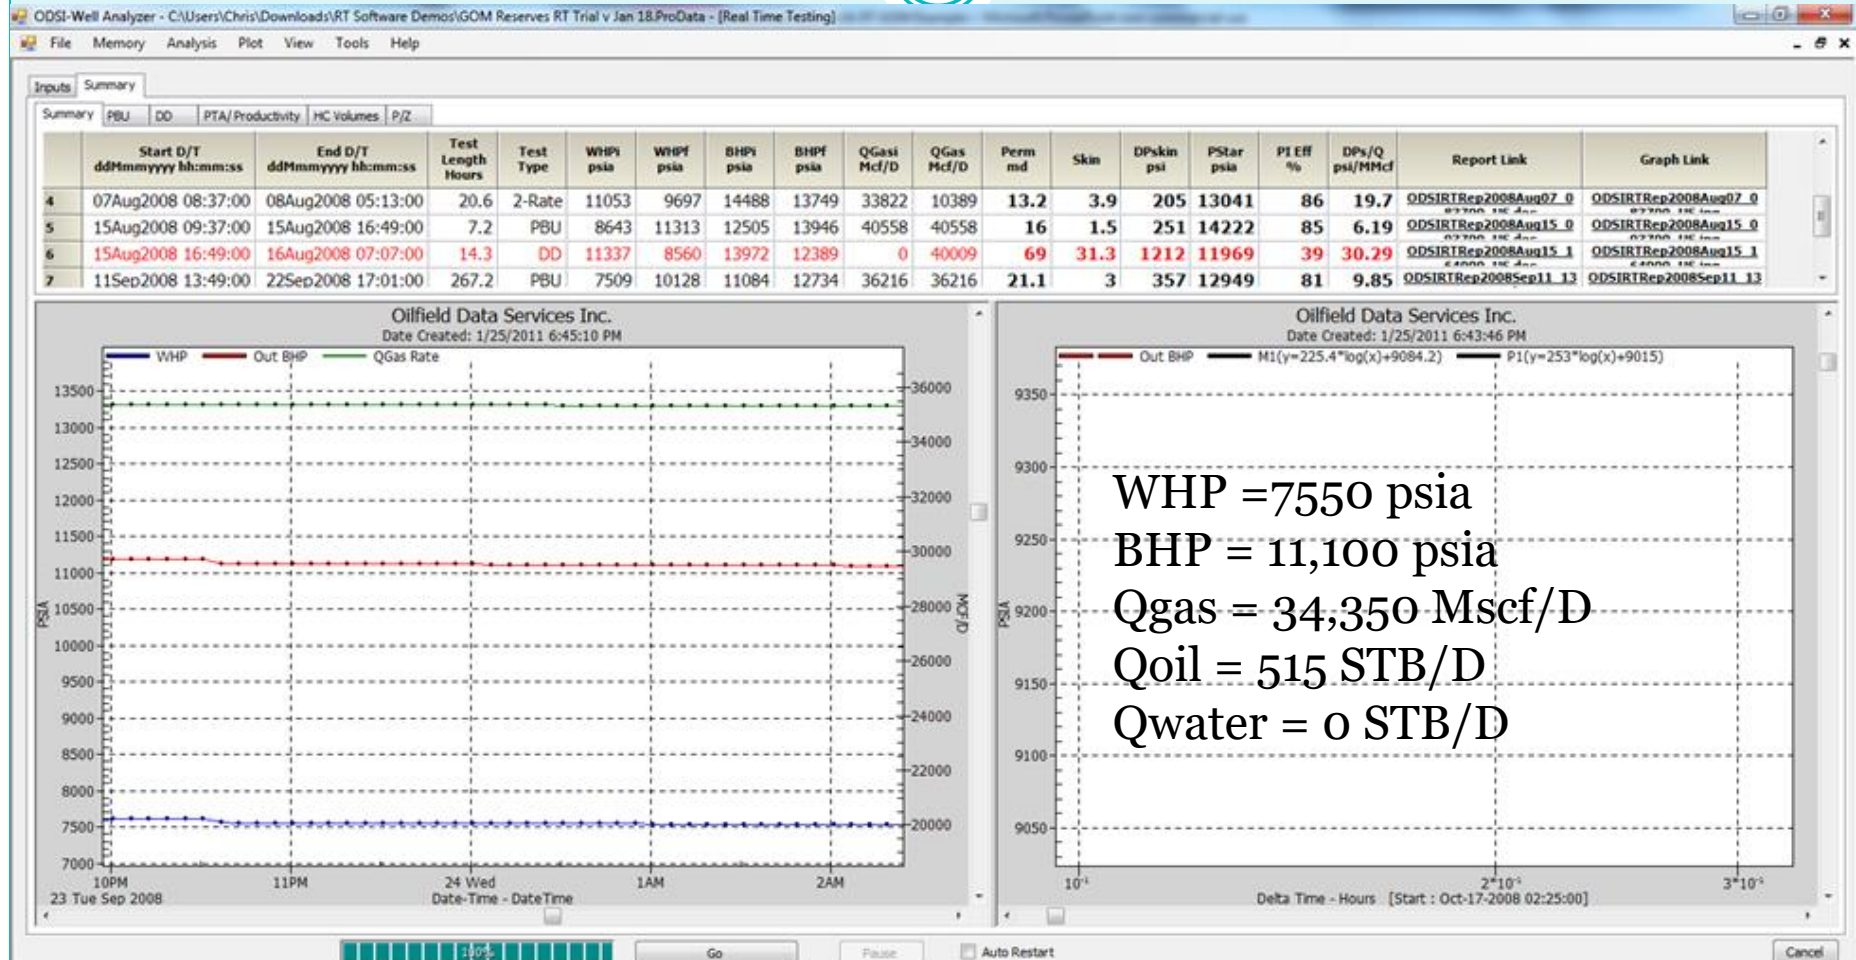 ODSI-Well Analyzer - C:\Users\Chris\Downloads\RT Software Demos\GOM Reserves RT Trial v Jan 18.ProData - [Real Time Testing]
File Memory Analysis Plot View Tools Help
Inputs Summary
Summary PBU DD PTA/Productivity HC Volumes P/Z
Start D/T ddMmmyyyy hh:mm:ss End D/T ddMmmyyyy hh:mm:ss Test Length Hours Test Type WHPi psia WHPf psia BHPi psia BHPf psia QGasi Mcf/D QGas Mcf/D Perm md Skin DPskin psi PStar psia PI Eff % DPs/Q psi/MMcf Report Link Graph Link
4 07Aug2008 08:37:00 08Aug2008 05:13:00 20.6 2-Rate 11053 9697 14488 13749 33822 10389 13.2 3.9 205 13041 86 19.7 ODSIRTRep2008Aug07_0 ODSIRTRep2008Aug07_0
5 15Aug2008 09:37:00 15Aug2008 16:49:00 7.2 PBU 8643 11313 12505 13946 40558 40558 16 1.5 251 14222 85 6.19 ODSIRTRep2008Aug15_0 ODSIRTRep2008Aug15_0
6 15Aug2008 16:49:00 16Aug2008 07:07:00 14.3 DD 11337 8560 13972 12389 0 40009 69 31.3 1212 11969 39 30.29 ODSIRTRep2008Aug15_1 ODSIRTRep2008Aug15_1
7 11Sep2008 13:49:00 22Sep2008 17:01:00 267.2 PBU 7509 10128 11084 12734 36216 36216 21.1 3 357 12949 81 9.85 ODSIRTRep2008Sep11_13 ODSIRTRep2008Sep11_13
Oilfield Data Services Inc.
Date Created: 1/25/2011 6:45:10 PM
WHP Out BHP QGas Rate
13500
13000
12500
12000
11500
11000
10500
10000
9500
9000
8500
8000
7500
7000
PSIA
36000
34000
32000
30000
28000
26000
24000
22000
20000
MCF/D
10PM 11PM 24 Wed 1AM 2AM
23 Tue Sep 2008 Date-Time - DateTime
Oilfield Data Services Inc.
Date Created: 1/25/2011 6:43:46 PM
Out BHP M1(y=225.4*log(x)+9084.2) P1(y=253*log(x)+9015)
9350
9300
9250
9200
9150
9100
9050
PSIA
WHP =7550 psia
BHP = 11,100 psia
Qgas = 34,350 Mscf/D
Qoil = 515 STB/D
Qwater = 0 STB/D
10⁻¹ 2*10⁻¹ 3*10⁻¹
Delta Time - Hours [Start : Oct-17-2008 02:25:00]
100% Go Pause Auto Restart Cancel